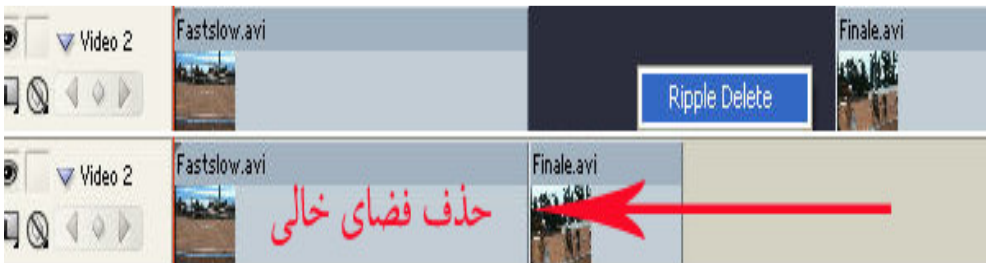 Fastslow.avi
Finale.avi
Video 2
Ripple Delete
Fastslow.avi
Finale.avi
Video 2
حذف فضای خالی